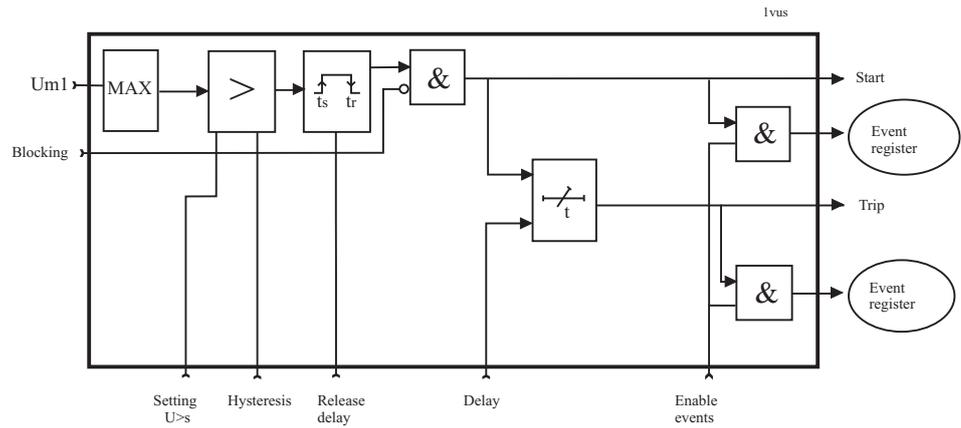 1vus
Um1
MAX
>
ts
tr
&
Start
&
Event
register
Blocking
t
Trip
&
Event
register
Setting
U>s
Hysteresis
Release
delay
Delay
Enable
events